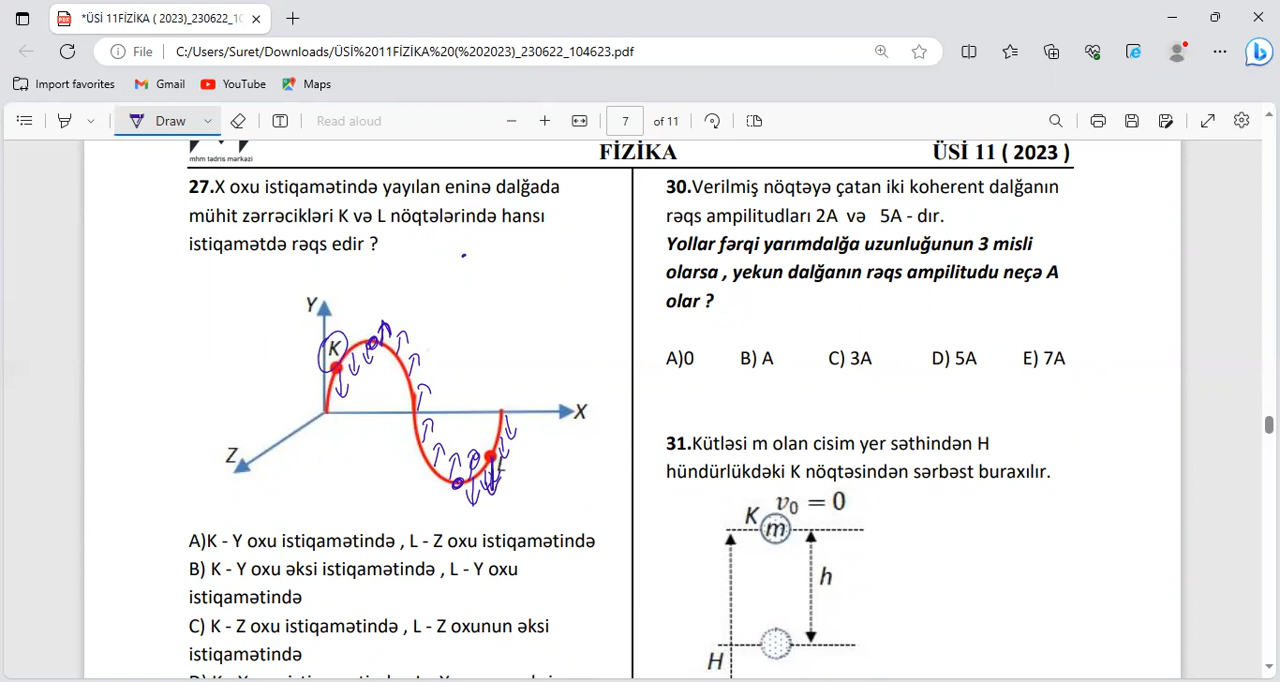 *ÜSİ 11FİZİKA ( 2023)_230622_10
File
C:/Users/Suret/Downloads/ÜSİ%2011FİZİKA%20(%202023)_230622_104623.pdf
Import favorites Gmail YouTube Maps
Draw Read aloud 7 of 11
mhm tədris mərkəzi
FİZİKA
ÜSİ 11 ( 2023 )
27.X oxu istiqamətində yayılan eninə dalğada
mühit zərrəcikləri K və L nöqtələrində hansı
istiqamətdə rəqs edir ?
Y
K
X
Z
L
A)K - Y oxu istiqamətində , L - Z oxu istiqamətində
B) K - Y oxu əksi istiqamətində , L - Y oxu
istiqamətində
C) K - Z oxu istiqamətində , L - Z oxunun əksi
istiqamətində
30.Verilmiş nöqtəyə çatan iki koherent dalğanın
rəqs ampilitudları 2A və 5A - dır.
Yollar fərqi yarımdalğa uzunluğunun 3 misli
olarsa , yekun dalğanın rəqs ampilitudu neçə A
olar ?
A)0 B) A C) 3A D) 5A E) 7A
31.Kütləsi m olan cisim yer səthindən H
hündürlükdəki K nöqtəsindən sərbəst buraxılır.
K v₀ = 0
m
h
H